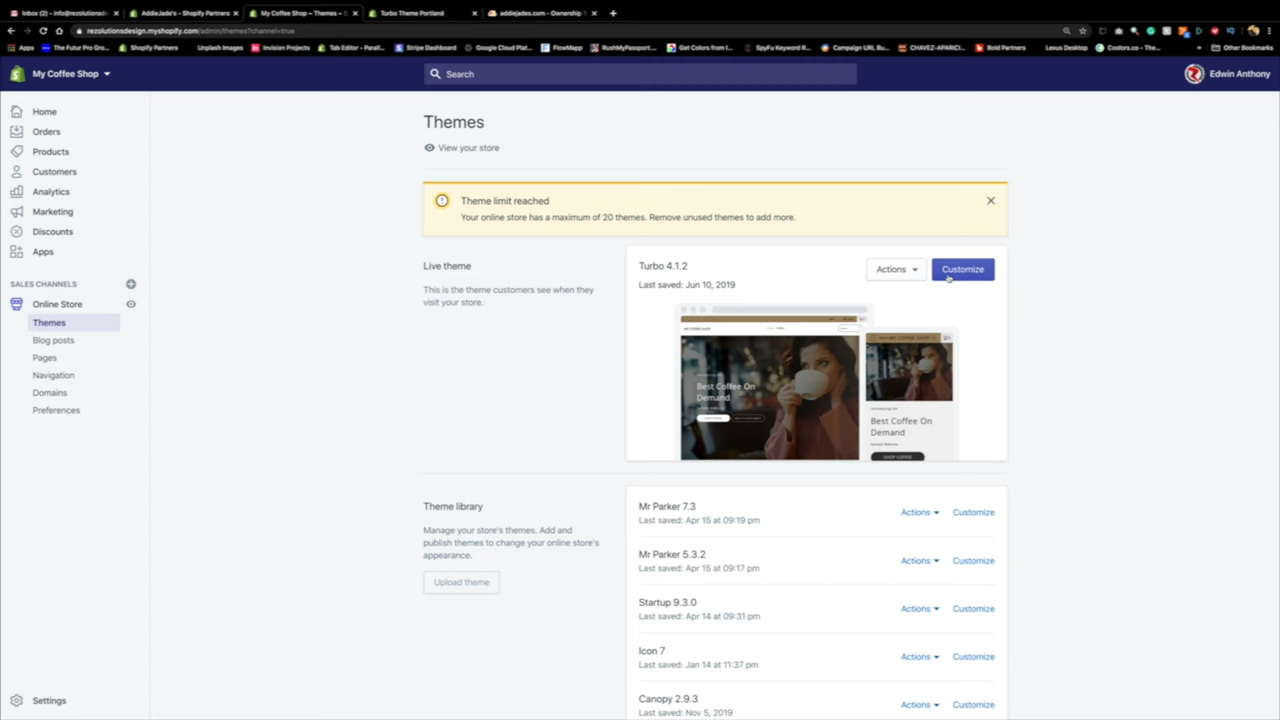 Inbox (1) - info@rezolutionsde
AddieJade's - Shopify Partners
My Coffee Shop ~ Themes ~
Turbo Theme Portland
addiejades.com - Ownership
rezolutionsdesign.myshopify.com/admin/themes?channel=true
Apps
The Futur Pro Gro...
Shopify Partners
Unsplash Images
Invision Projects
Tab Editor - Parall...
Stripe Dashboard
Google Cloud Plat...
FlowMapp
RushMyPassport...
Get Colors from I...
SpyFu Keyword R...
Campaign URL Bu...
CHAVEZ-APARICI...
Bold Partners
Lexus Desktop
Coolors.co - The...
Other Bookmarks
My Coffee Shop
Search
Edwin Anthony
Home
Orders
Products
Customers
Analytics
Marketing
Discounts
Apps
SALES CHANNELS
Online Store
Themes
Blog posts
Pages
Navigation
Domains
Preferences
Settings
Themes
View your store
Theme limit reached
Your online store has a maximum of 20 themes. Remove unused themes to add more.
Live theme
This is the theme customers see when they
visit your store.
Turbo 4.1.2
Last saved: Jun 10, 2019
Actions
Customize
MY COFFEE SHOP
Best Coffee On
Demand
MY COFFEE SHOP
Best Coffee On
Demand
SHOP COFFEE
Theme library
Manage your store's themes. Add and
publish themes to change your online store's
appearance.
Upload theme
Mr Parker 7.3
Last saved: Apr 15 at 09:19 pm
Actions
Customize
Mr Parker 5.3.2
Last saved: Apr 15 at 09:17 pm
Actions
Customize
Startup 9.3.0
Last saved: Apr 14 at 09:31 pm
Actions
Customize
Icon 7
Last saved: Jan 14 at 11:37 pm
Actions
Customize
Canopy 2.9.3
Last saved: Nov 5, 2019
Actions
Customize